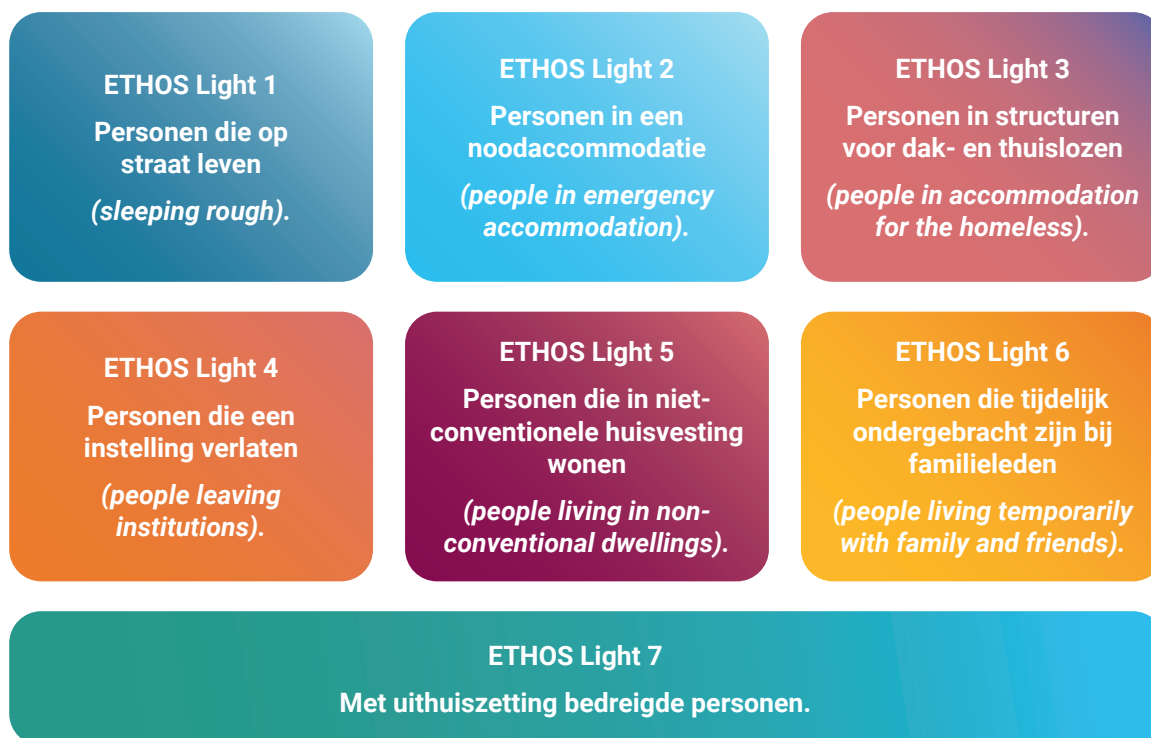 ETHOS Light 1
Personen die op
straat leven
(sleeping rough).
ETHOS Light 2
Personen in een
noodaccommodatie
(people in emergency
accommodation).
ETHOS Light 3
Personen in structuren
voor dak- en thuislozen
(people in accommodation
for the homeless).
ETHOS Light 4
Personen die een
instelling verlaten
(people leaving
institutions).
ETHOS Light 5
Personen die in niet-
conventionele huisvesting
wonen
(people living in non-
conventional dwellings).
ETHOS Light 6
Personen die tijdelijk
ondergebracht zijn bij
familieleden
(people living temporarily
with family and friends).
ETHOS Light 7
Met uithuiszetting bedreigde personen.